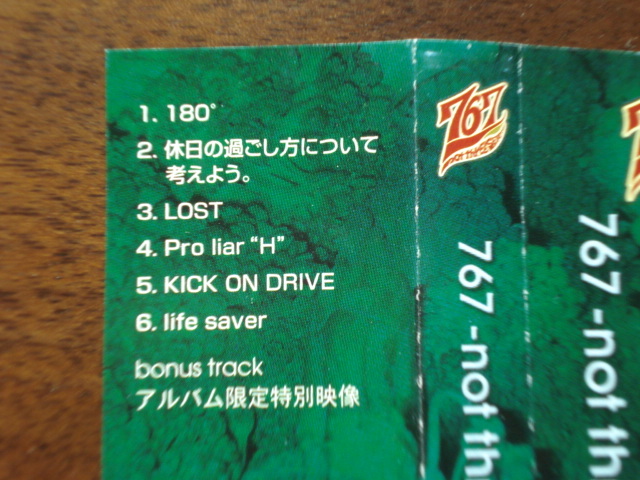 1. 180°
2. 休日の過ごし方について
考えよう。
3. LOST
4. Pro liar “H”
5. KICK ON DRIVE
6. life saver
bonus track
アルバム限定特別映像
767
767 -not th
767 -not th